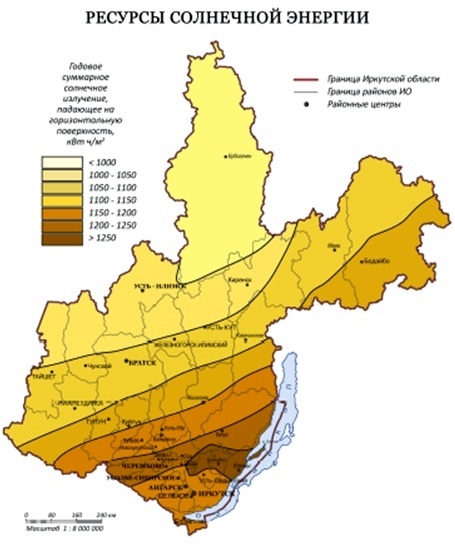 РЕСУРСЫ СОЛНЕЧНОЙ ЭНЕРГИИ
Годовое
суммарное
солнечное
излучение,
падающее на
горизонтальную
поверхность,
кВт ч/м²
< 1000
1000 - 1050
1050 - 1100
1100 - 1150
1150 - 1200
1200 - 1250
> 1250
Граница Иркутской области
Граница районов ИО
Районные центры
Ербогачен
Мама
Бодайбо
Киренск
УСТЬ - ИЛИМСК
УСТЬ-КУТ
ЖЕЛЕЗНОГОРСК-ИЛИМСКИЙ
БРАТСК
Чунский
ТАЙШЕТ
ТУЛУН
ЧЕРЕМХОВО
УСОЛЬЕ-СИБИРСКОЕ
АНГАРСК
ШЕЛЕХОВ
ИРКУТСК
0 80 160 240 км
Масштаб 1 : 8 000 000